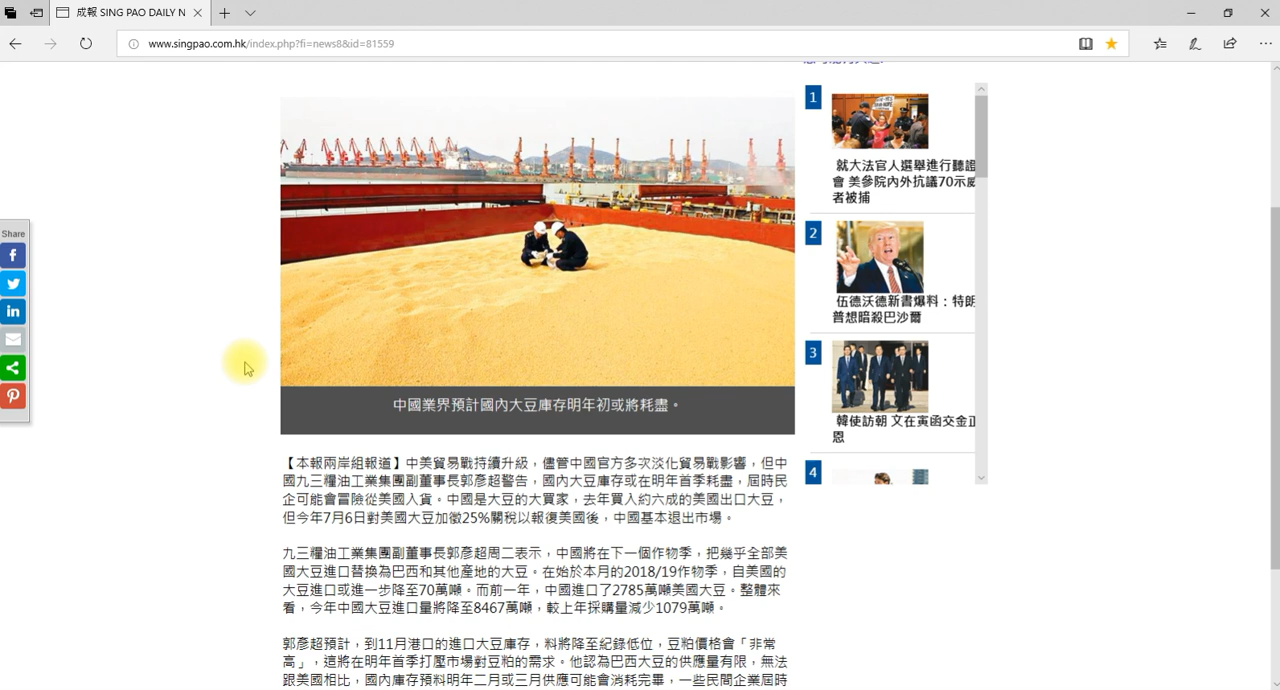 成報 SING PAO DAILY N
www.singpao.com.hk/index.php?fi=news8&id=81559
Share
中國業界預計國內大豆庫存明年初或將耗盡。
【本報兩岸組報道】中美貿易戰持續升級，儘管中國官方多次淡化貿易戰影響，但中
國九三糧油工業集團副董事長郭彥超警告，國內大豆庫存或在明年首季耗盡，屆時民
企可能會冒險從美國入貨。中國是大豆的大買家，去年買入約六成的美國出口大豆，
但今年7月6日對美國大豆加徵25%關稅以報復美國後，中國基本退出市場。
九三糧油工業集團副董事長郭彥超周二表示，中國將在下一個作物季，把幾乎全部美
國大豆進口替換為巴西和其他產地的大豆。在始於本月的2018/19作物季，自美國的
大豆進口或進一步降至70萬噸。而前一年，中國進口了2785萬噸美國大豆。整體來
看，今年中國大豆進口量將降至8467萬噸，較上年採購量減少1079萬噸。
郭彥超預計，到11月港口的進口大豆庫存，料將降至紀錄低位，豆粕價格會「非常
高」，這將在明年首季打壓市場對豆粕的需求。他認為巴西大豆的供應量有限，無法
跟美國相比，國內庫存預料明年二月或三月供應可能會消耗完畢，一些民間企業屆時
1
就大法官人選舉進行聽證
會 美參院內外抗議70示威
者被捕
2
伍德沃德新書爆料：特朗
普想暗殺巴沙爾
3
韓使訪朝 文在寅函交金正
恩
4